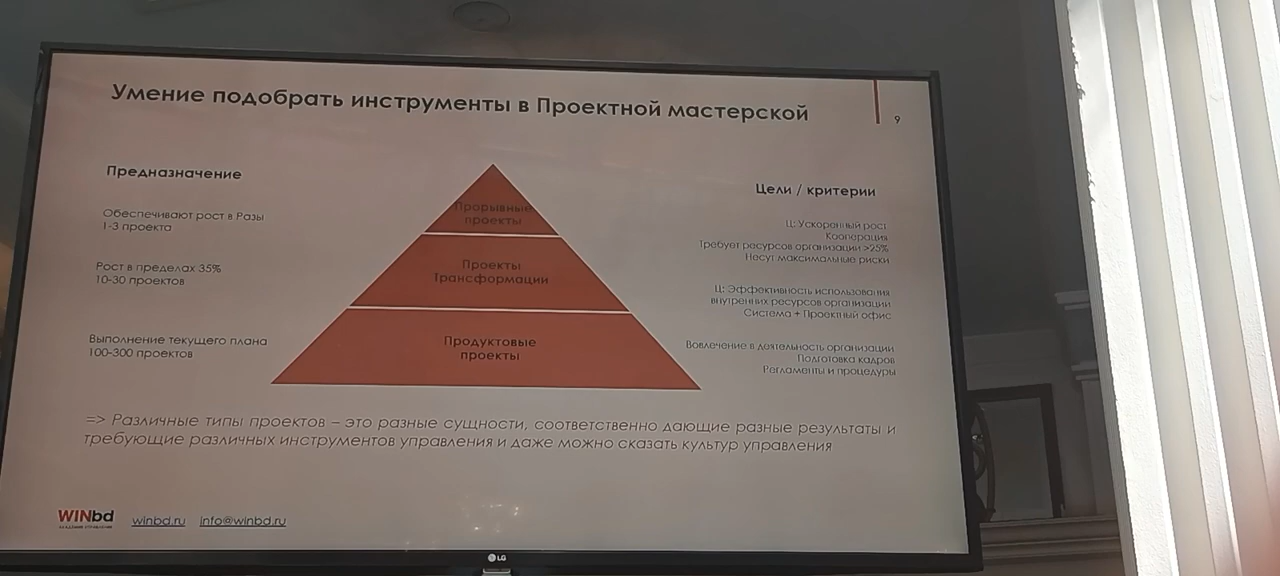 Умение подобрать инструменты в Проектной мастерской
9
Предназначение
Обеспечивают рост в Разы
1-3 проекта
Рост в пределах 35%
10-30 проектов
Выполнение текущего плана
100-300 проектов
Прорывные
проекты
Проекты
Трансформации
Продуктовые
проекты
Цели / критерии
Ц: Ускоренный рост
Кооперация
Требует ресурсов организации >25%
Несут максимальные риски
Ц: Эффективность использования
внутренних ресурсов организации
Система + Проектный офис
Вовлечение в деятельность организации
Подготовка кадров
Регламенты и процедуры
=> Различные типы проектов – это разные сущности, соответственно дающие разные результаты и
требующие различных инструментов управления и даже можно сказать культур управления
WINbd
АКАДЕМИЯ УПРАВЛЕНИЯ
winbd.ru info@winbd.ru
LG